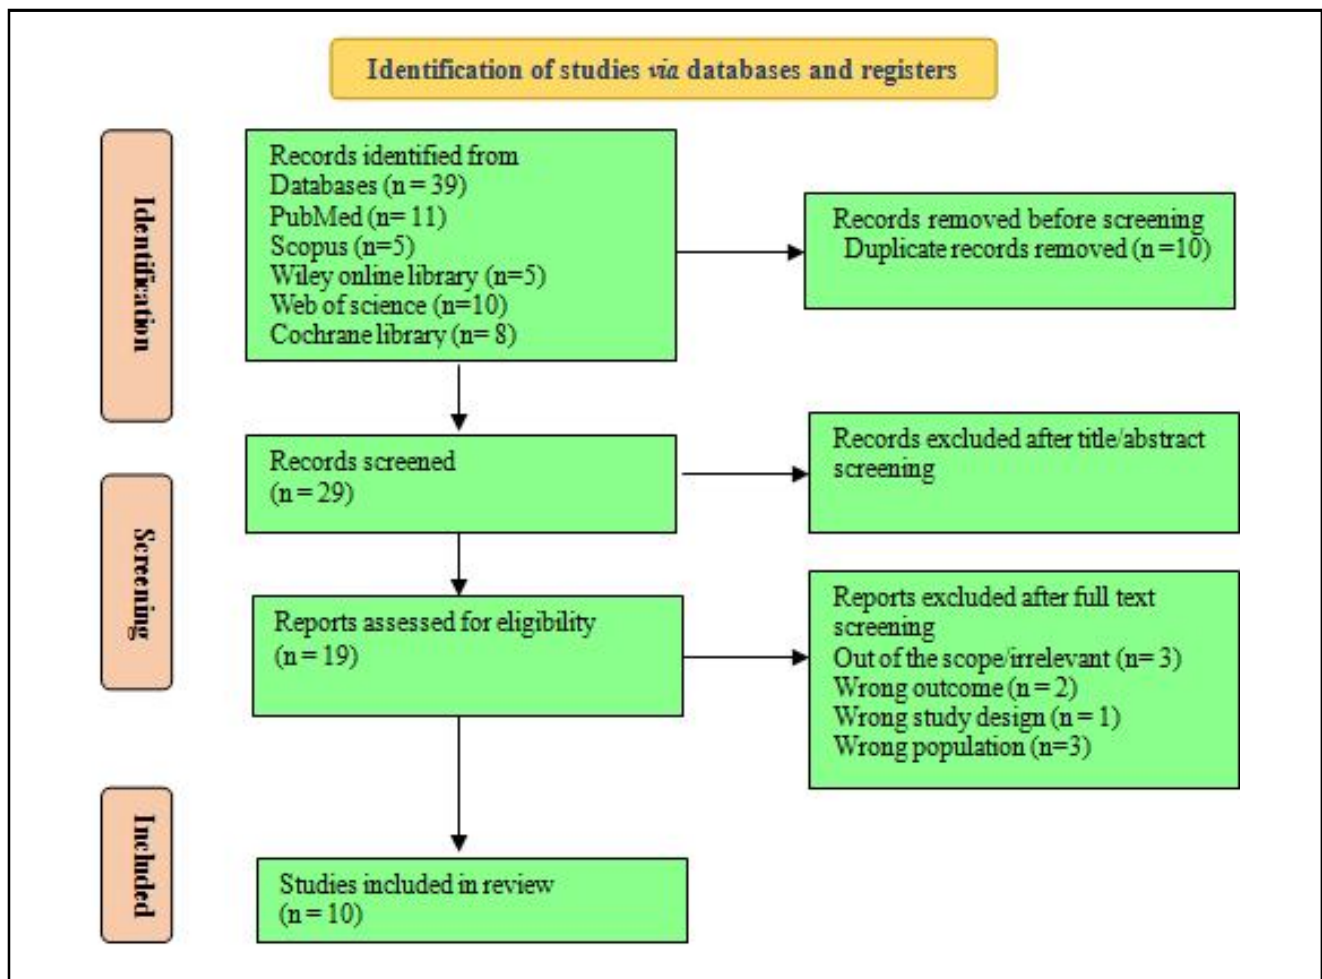 Identification of studies via databases and registers
Identification
Records identified from
Databases (n = 39)
PubMed (n= 11)
Scopus (n=5)
Wiley online library (n=5)
Web of science (n=10)
Cochrane library (n= 8)
Records removed before screening
Duplicate records removed (n =10)
Screening
Records screened
(n = 29)
Records excluded after title/abstract
screening
Reports assessed for eligibility
(n = 19)
Reports excluded after full text
screening
Out of the scope/irrelevant (n= 3)
Wrong outcome (n = 2)
Wrong study design (n = 1)
Wrong population (n=3)
Included
Studies included in review
(n = 10)